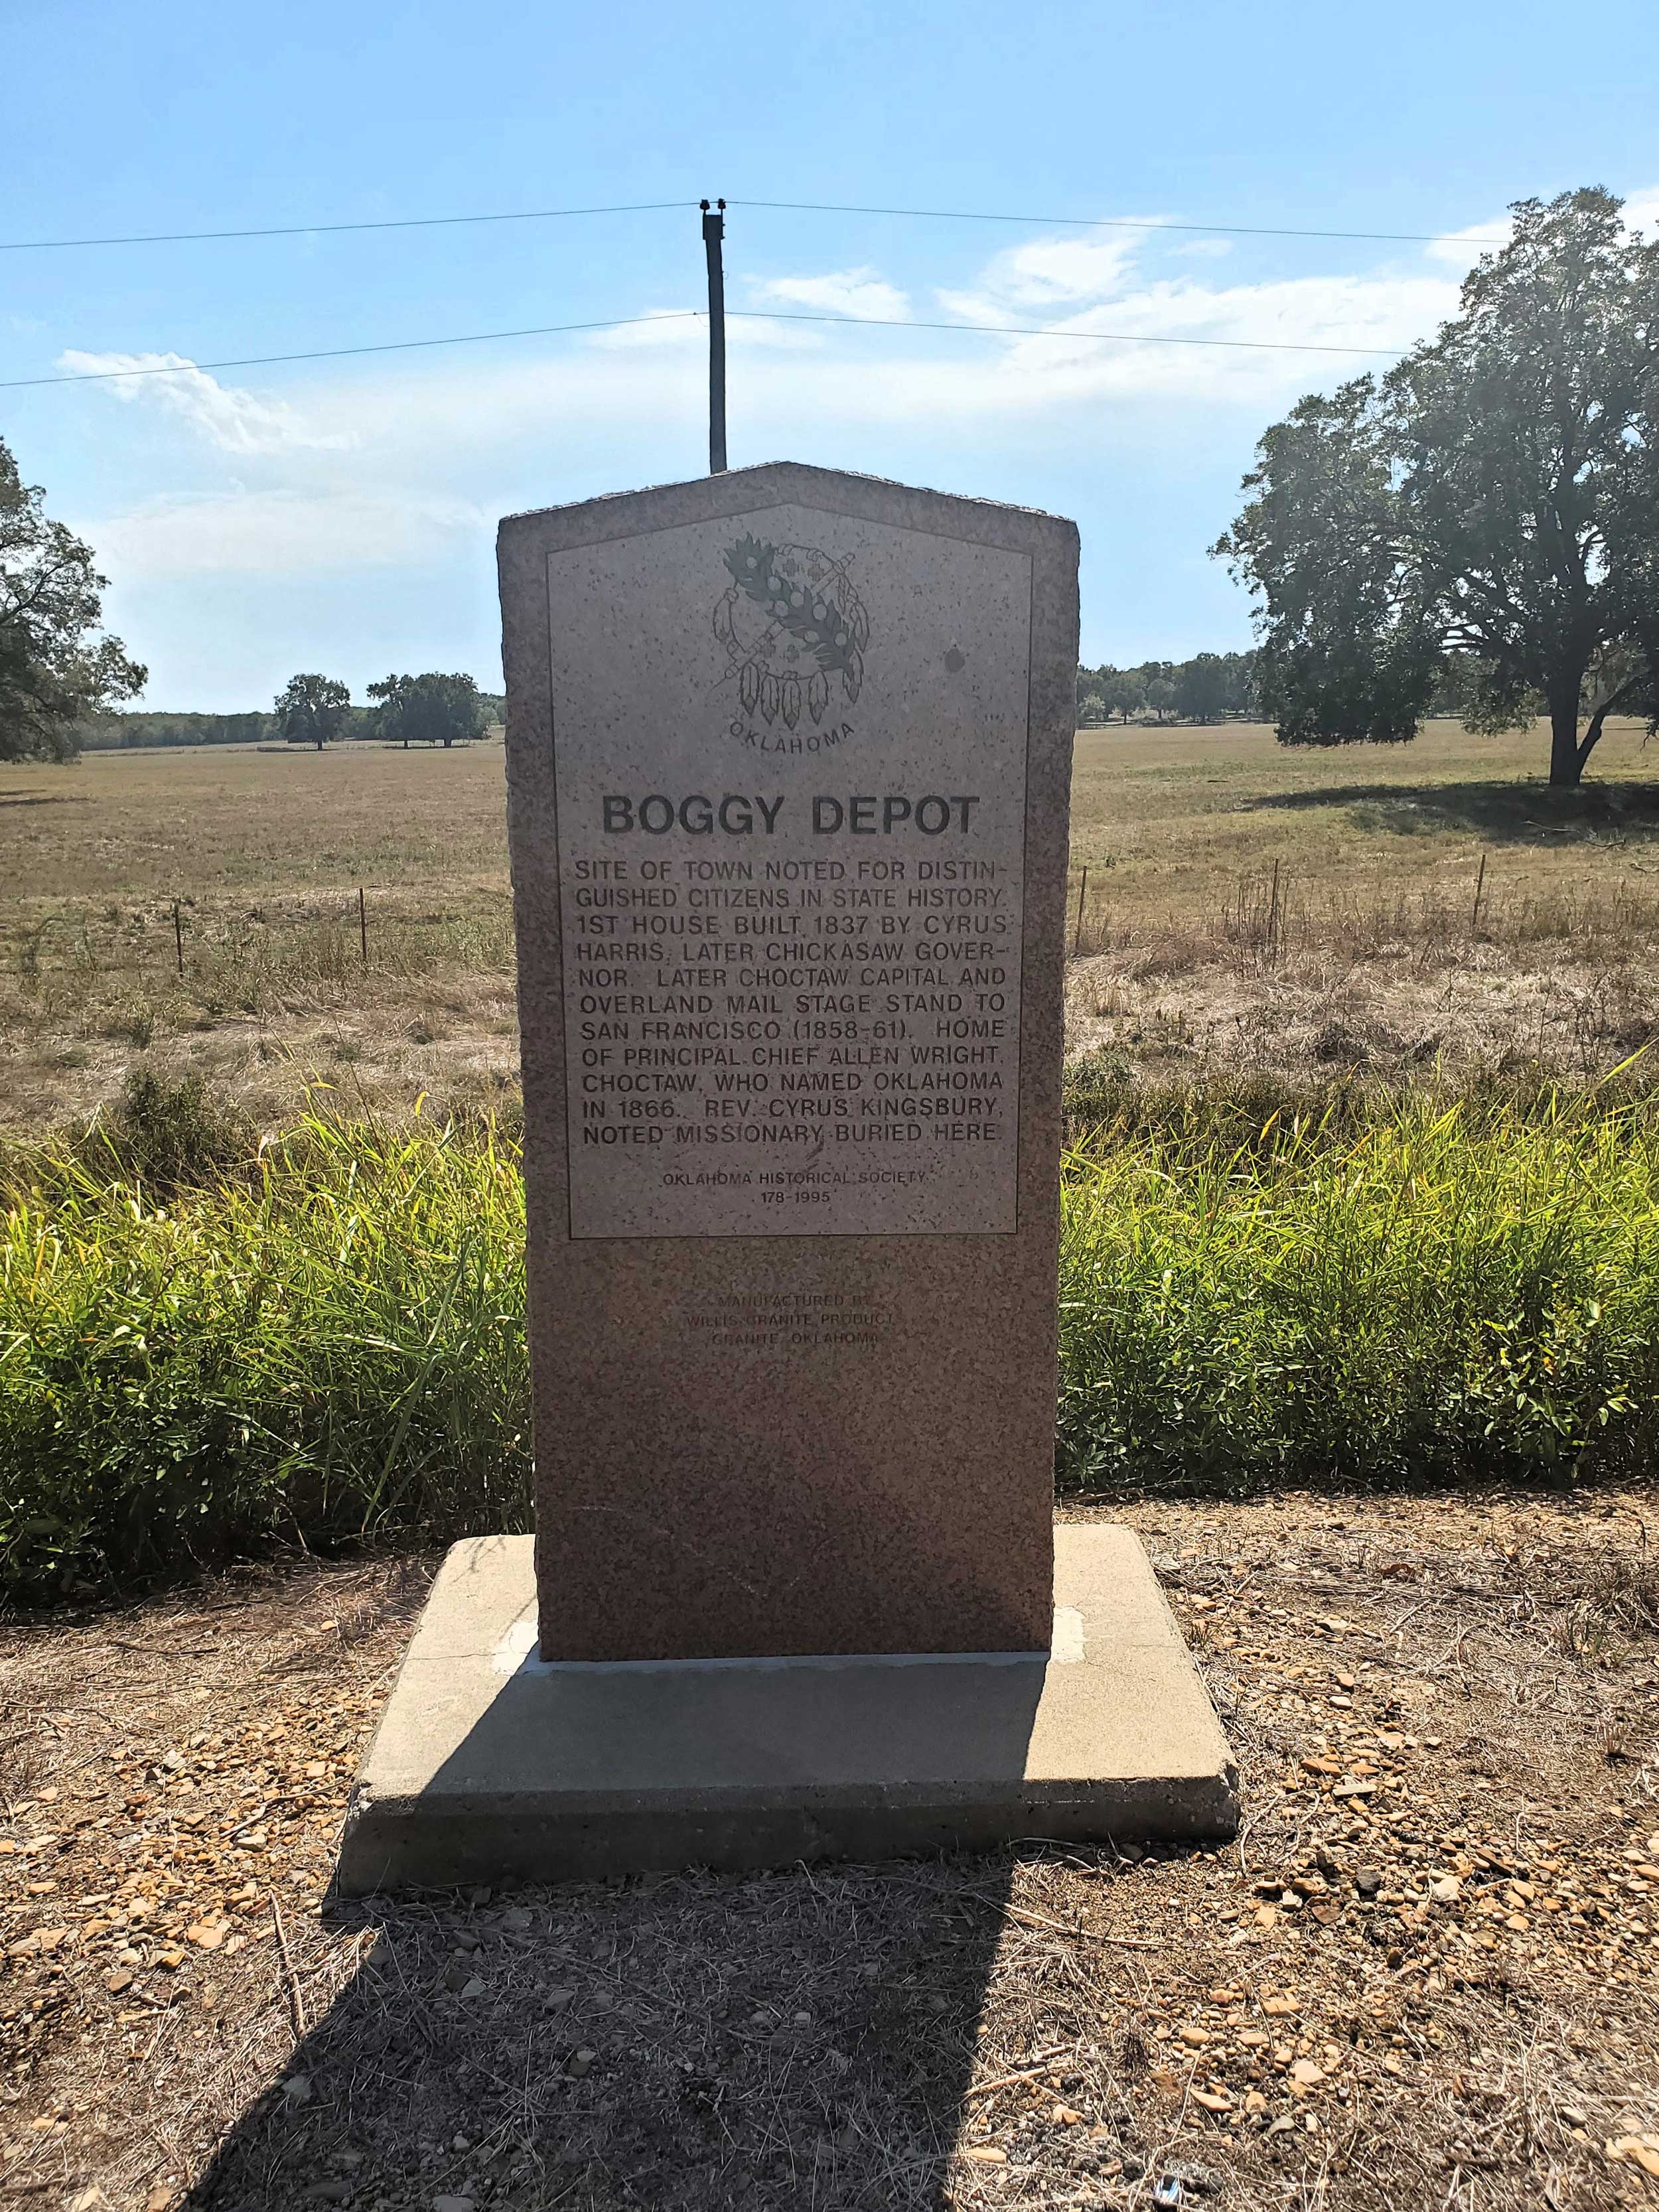 OKLAHOMA
BOGGY DEPOT
SITE OF TOWN NOTED FOR DISTIN-
GUISHED CITIZENS IN STATE HISTORY.
1ST HOUSE BUILT 1837 BY CYRUS
HARRIS, LATER CHICKASAW GOVER-
NOR. LATER CHOCTAW CAPITAL AND
OVERLAND MAIL STAGE STAND TO
SAN FRANCISCO (1858-61). HOME
OF PRINCIPAL CHIEF ALLEN WRIGHT,
CHOCTAW, WHO NAMED OKLAHOMA
IN 1866. REV. CYRUS KINGSBURY,
NOTED MISSIONARY BURIED HERE.
OKLAHOMA HISTORICAL SOCIETY
178-1995
MANUFACTURED BY
WILLIS GRANITE PRODUCT
GRANITE, OKLAHOMA